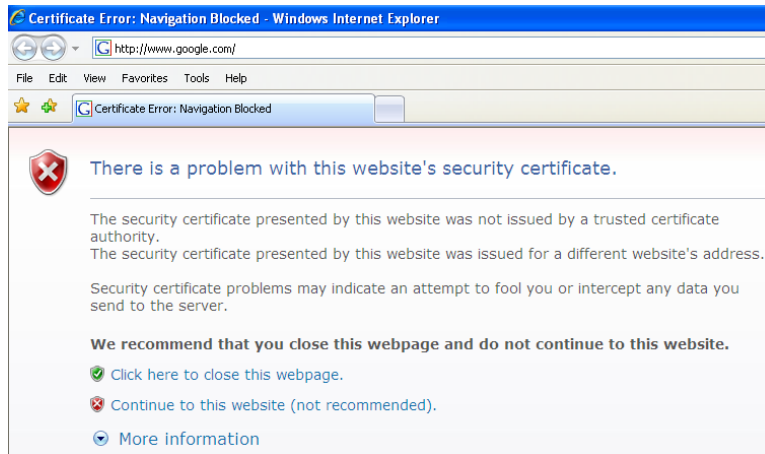 Certificate Error: Navigation Blocked - Windows Internet Explorer
http://www.google.com/
File Edit View Favorites Tools Help
Certificate Error: Navigation Blocked
There is a problem with this website's security certificate.
The security certificate presented by this website was not issued by a trusted certificate
authority.
The security certificate presented by this website was issued for a different website's address.
Security certificate problems may indicate an attempt to fool you or intercept any data you
send to the server.
We recommend that you close this webpage and do not continue to this website.
Click here to close this webpage.
Continue to this website (not recommended).
More information